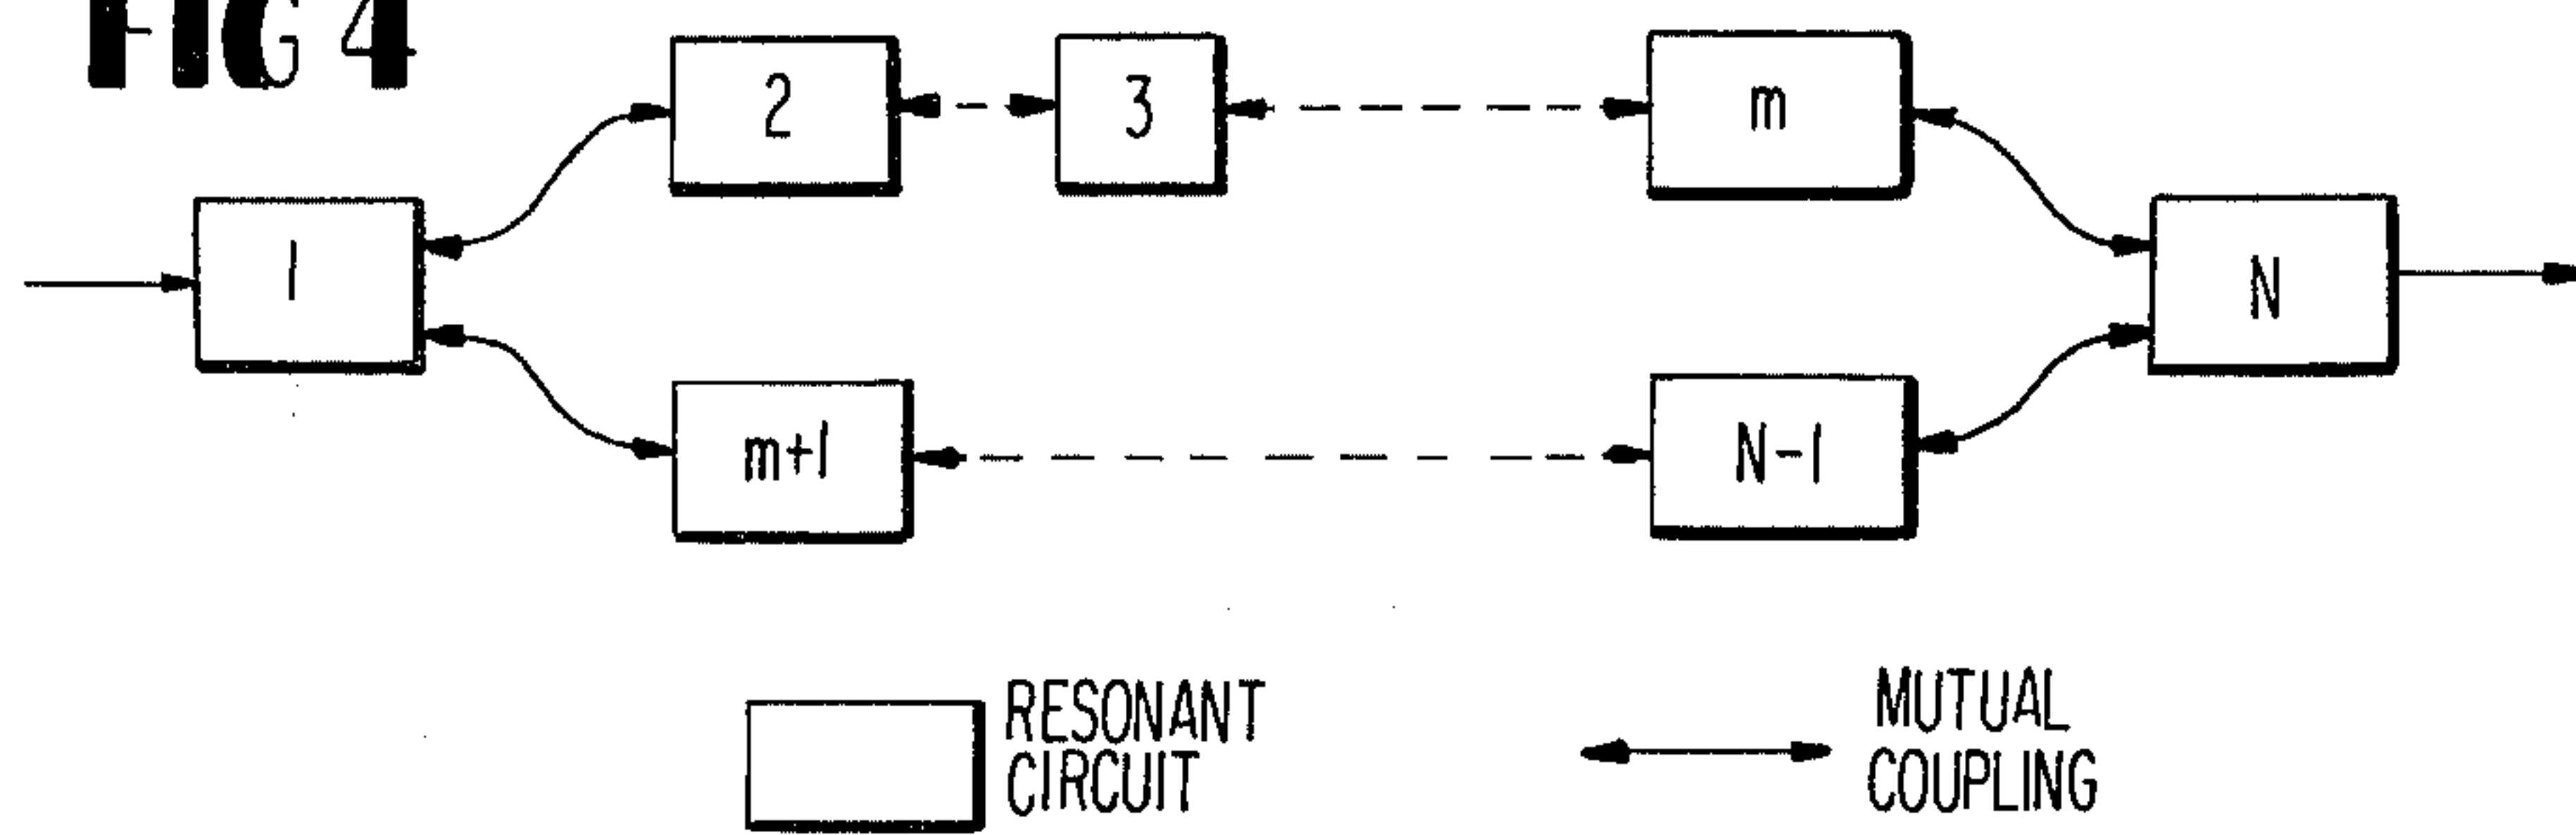 FIG 4
2
3
m
1
N
m+1
N-1
RESONANT
CIRCUIT
MUTUAL
COUPLING